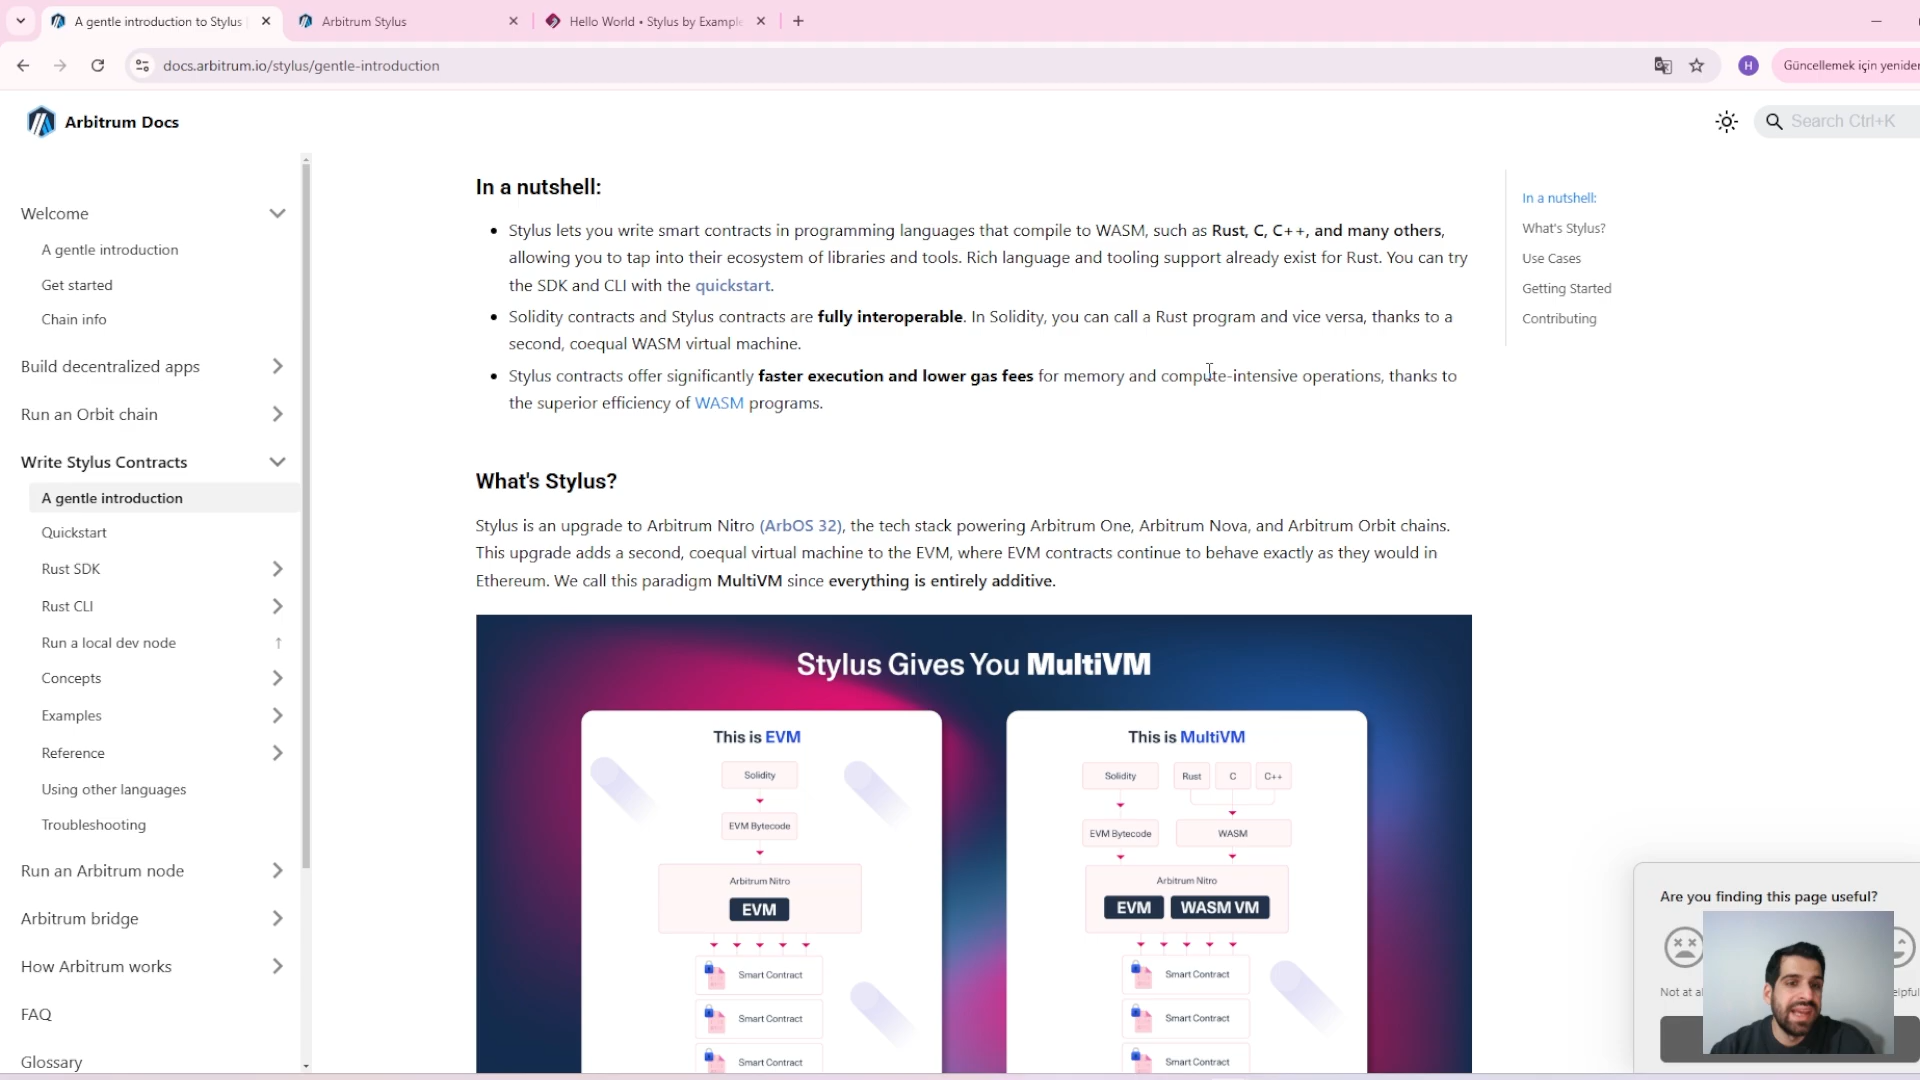 A gentle introduction to Stylus
Arbitrum Stylus
Hello World • Stylus by Example
docs.arbitrum.io/stylus/gentle-introduction
H
Güncellemek için yeniden
Arbitrum Docs
Search Ctrl+K
Welcome
A gentle introduction
Get started
Chain info
Build decentralized apps
Run an Orbit chain
Write Stylus Contracts
A gentle introduction
Quickstart
Rust SDK
Rust CLI
Run a local dev node ↑
Concepts
Examples
Reference
Using other languages
Troubleshooting
Run an Arbitrum node
Arbitrum bridge
How Arbitrum works
FAQ
Glossary
In a nutshell:
• Stylus lets you write smart contracts in programming languages that compile to WASM, such as Rust, C, C++, and many others,
allowing you to tap into their ecosystem of libraries and tools. Rich language and tooling support already exist for Rust. You can try
the SDK and CLI with the quickstart.
• Solidity contracts and Stylus contracts are fully interoperable. In Solidity, you can call a Rust program and vice versa, thanks to a
second, coequal WASM virtual machine.
• Stylus contracts offer significantly faster execution and lower gas fees for memory and compute-intensive operations, thanks to
the superior efficiency of WASM programs.
What's Stylus?
Stylus is an upgrade to Arbitrum Nitro (ArbOS 32), the tech stack powering Arbitrum One, Arbitrum Nova, and Arbitrum Orbit chains.
This upgrade adds a second, coequal virtual machine to the EVM, where EVM contracts continue to behave exactly as they would in
Ethereum. We call this paradigm MultiVM since everything is entirely additive.
Stylus Gives You MultiVM
This is EVM
Solidity
EVM Bytecode
Arbitrum Nitro
EVM
Smart Contract
Smart Contract
Smart Contract
This is MultiVM
Solidity Rust C C++
EVM Bytecode WASM
Arbitrum Nitro
EVM WASM VM
Smart Contract
Smart Contract
Smart Contract
In a nutshell:
What's Stylus?
Use Cases
Getting Started
Contributing
Are you finding this page useful?
Not at